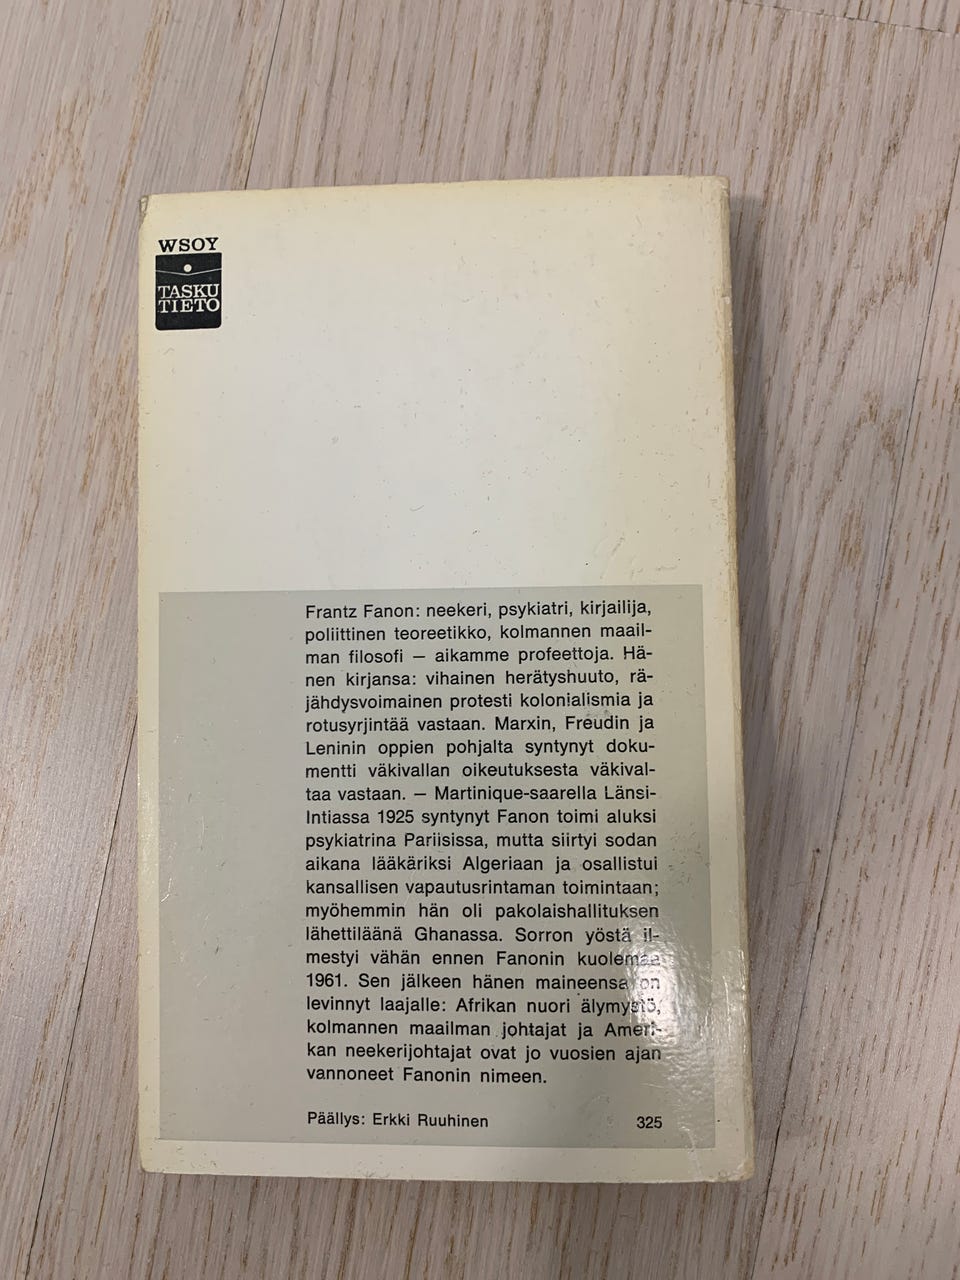 WSOY
TASKU
TIETO
Frantz Fanon: neekeri, psykiatri, kirjailija,
poliittinen teoreetikko, kolmannen maail-
man filosofi — aikamme profeettoja. Hä-
nen kirjansa: vihainen herätyshuuto, rä-
jähdysvoimainen protesti kolonialismia ja
rotusyrjintää vastaan. Marxin, Freudin ja
Leninin oppien pohjalta syntynyt doku-
mentti väkivallan oikeutuksesta väkival-
taa vastaan. — Martinique-saarella Länsi-
Intiassa 1925 syntynyt Fanon toimi aluksi
psykiatrina Pariisissa, mutta siirtyi sodan
aikana lääkäriksi Algeriaan ja osallistui
kansallisen vapautusrintaman toimintaan;
myöhemmin hän oli pakolaishallituksen
lähettiläänä Ghanassa. Sorron yöstä il-
mestyi vähän ennen Fanonin kuolemaa
1961. Sen jälkeen hänen maineensa on
levinnyt laajalle: Afrikan nuori älymystö,
kolmannen maailman johtajat ja Ameri-
kan neekerijohtajat ovat jo vuosien ajan
vannoneet Fanonin nimeen.
Päällys: Erkki Ruuhinen 325